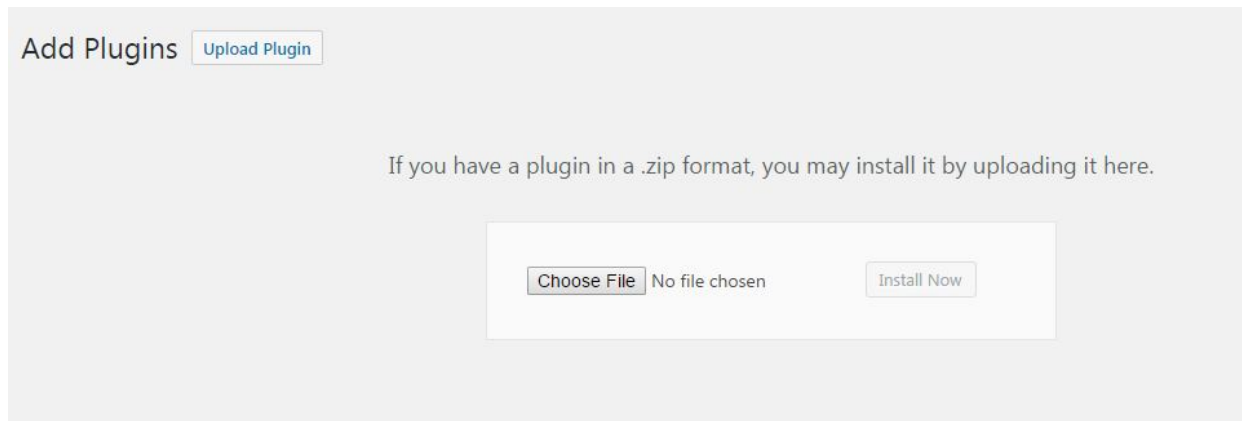 Add Plugins Upload Plugin
If you have a plugin in a .zip format, you may install it by uploading it here.
Choose File No file chosen Install Now